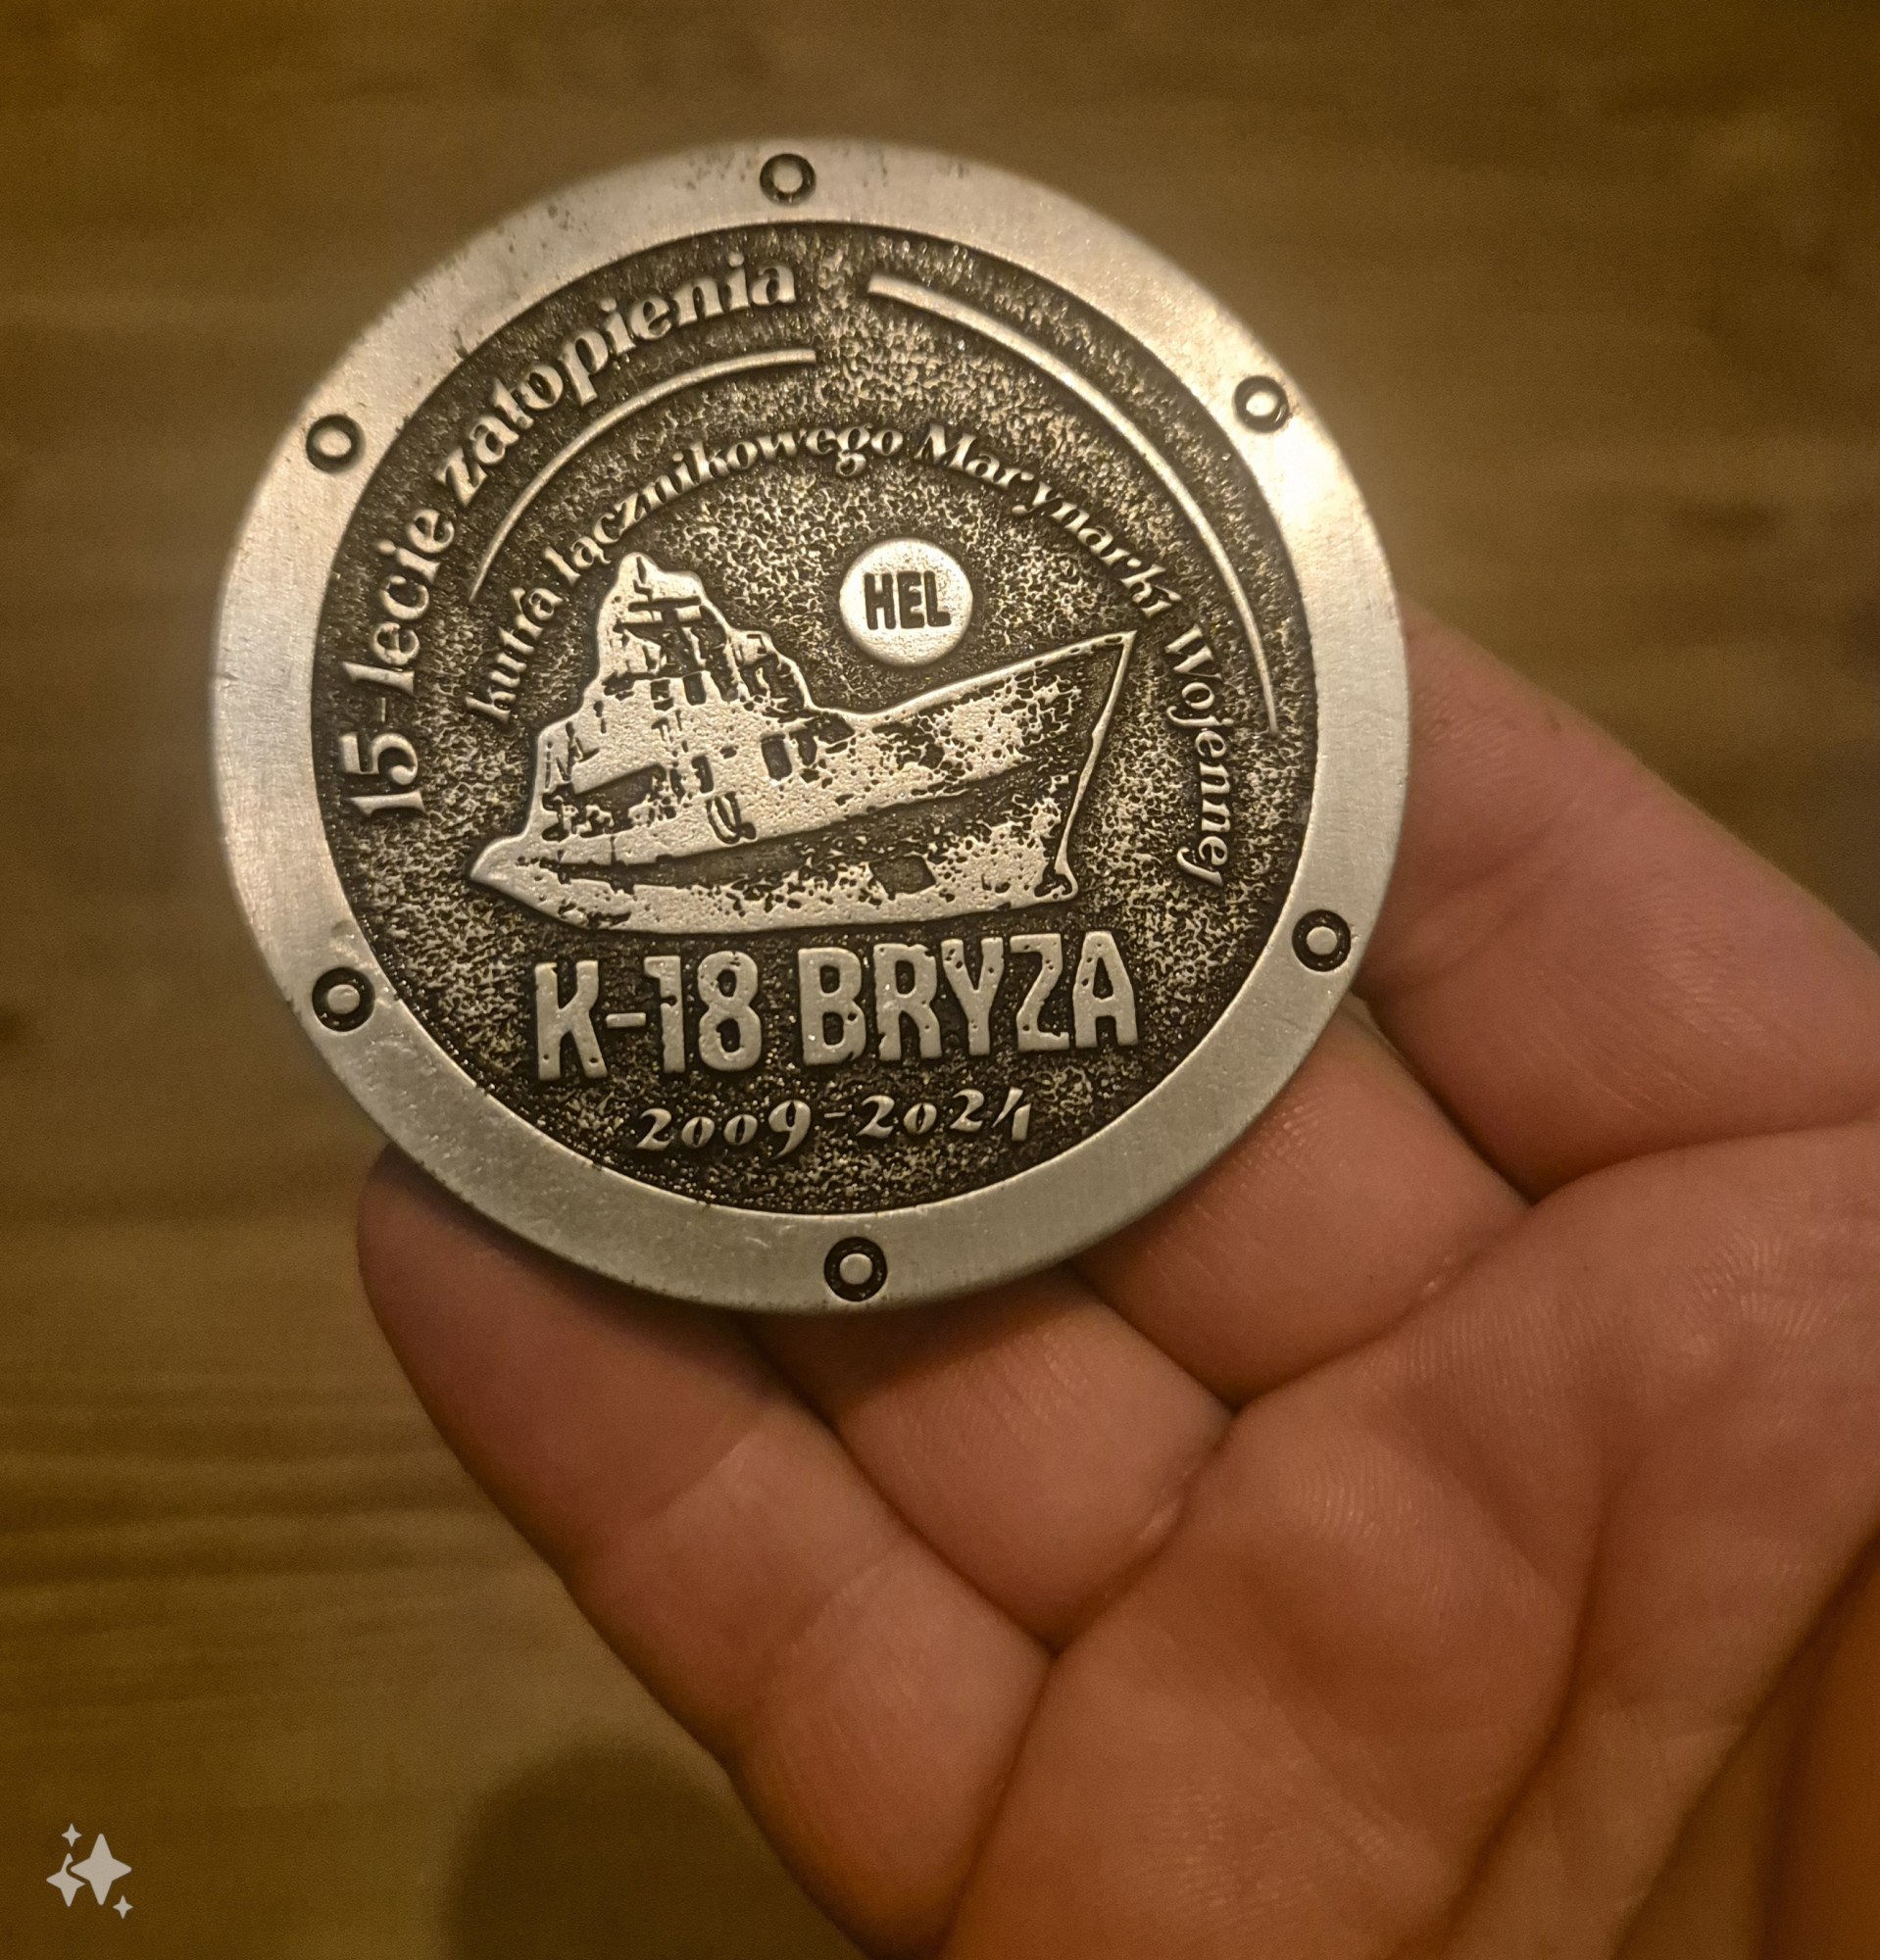 15-lecie zatopienia
kutra łącznikowego Marynarki Wojennej
HEL
K-18 BRYZA
2009-2024